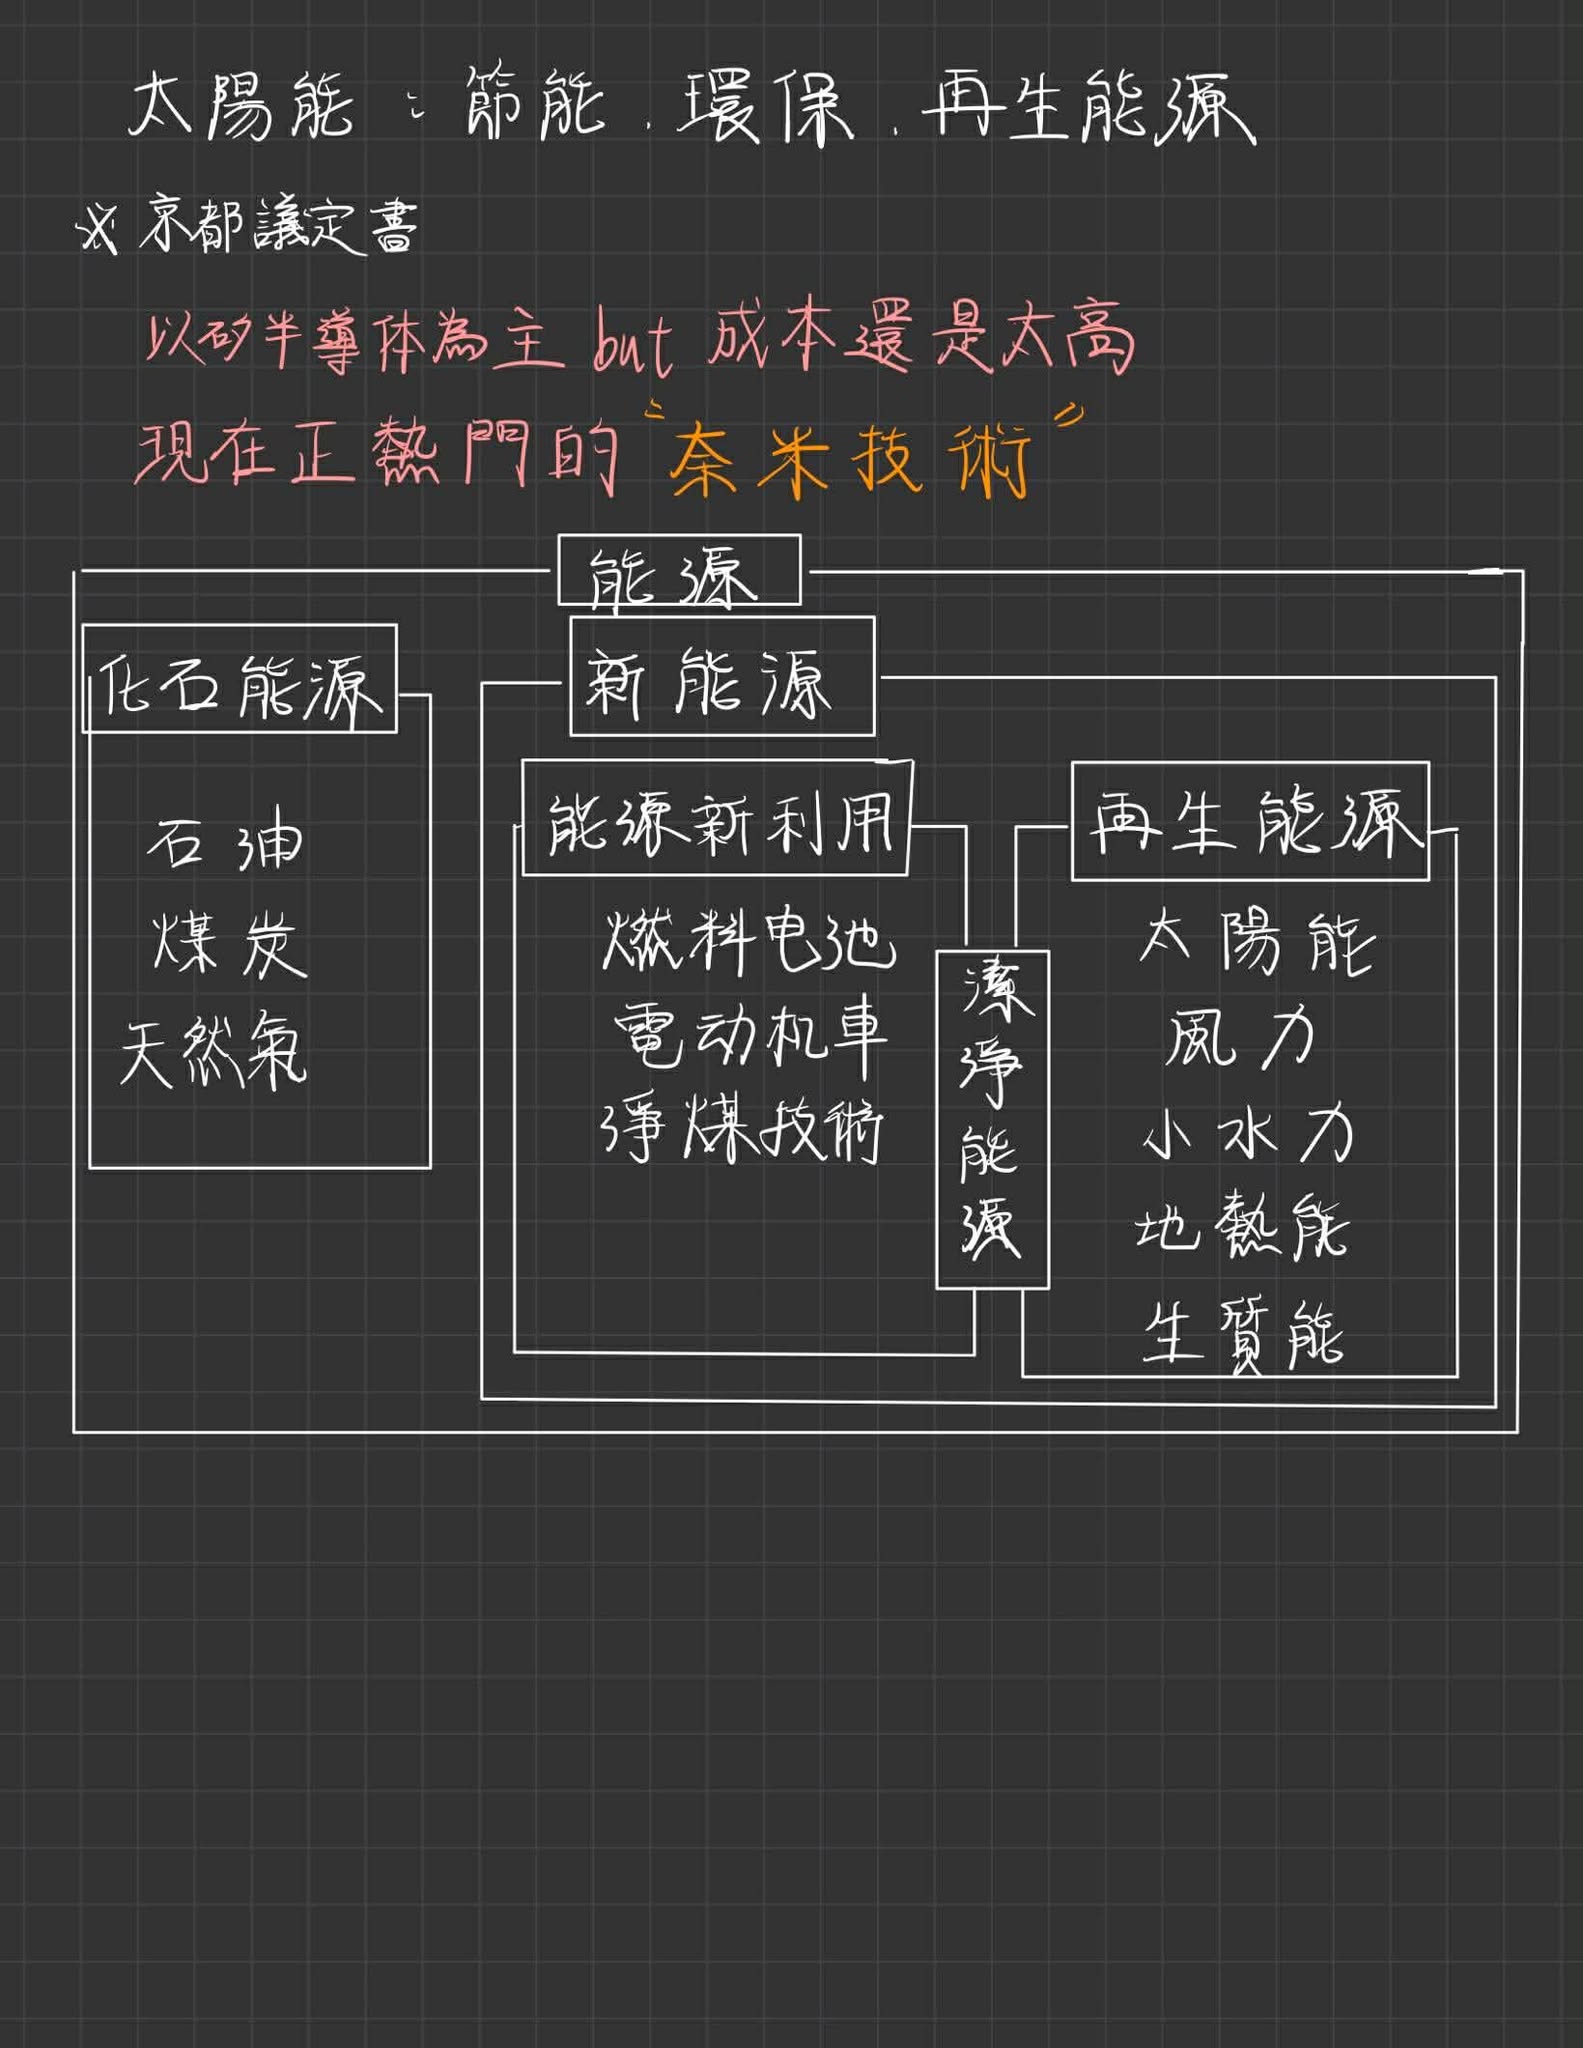 太陽能：節能．環保．再生能源
※京都議定書
以矽半導体為主 but 成本還是太高
現在正熱門的“奈米技術”
能源
化石能源
石油
煤炭
天然氣
新能源
能源新利用
燃料电池
電动机車
淨煤技術
潔淨能源
再生能源
太陽能
風力
小水力
地熱能
生質能